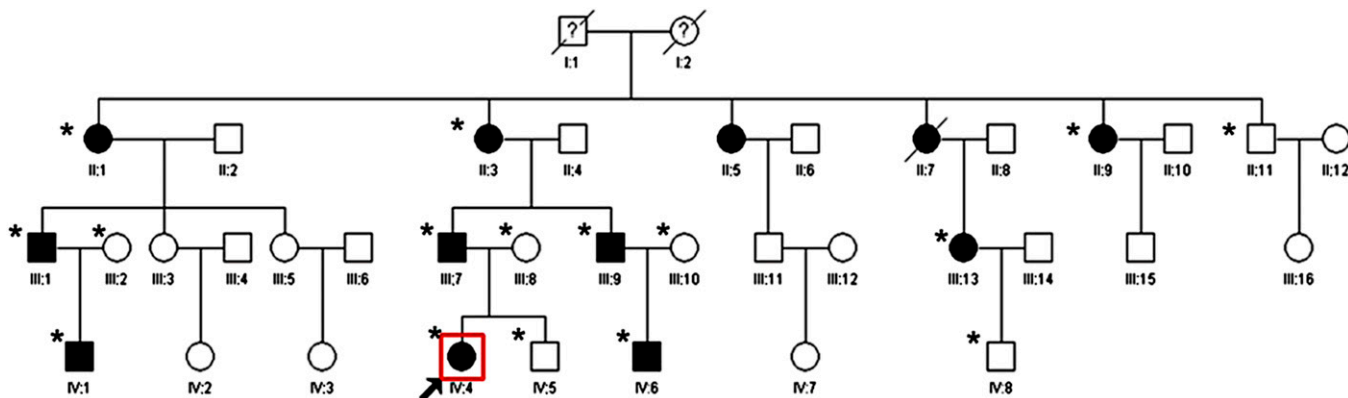 ? ?
I:1 I:2
* * * *
II:1 II:2 II:3 II:4 II:5 II:6 II:7 II:8 II:9 II:10 II:11 II:12
* * * * * * *
III:1 III:2 III:3 III:4 III:5 III:6 III:7 III:8 III:9 III:10 III:11 III:12 III:13 III:14 III:15 III:16
* * * * *
IV:1 IV:2 IV:3 IV:4 IV:5 IV:6 IV:7 IV:8